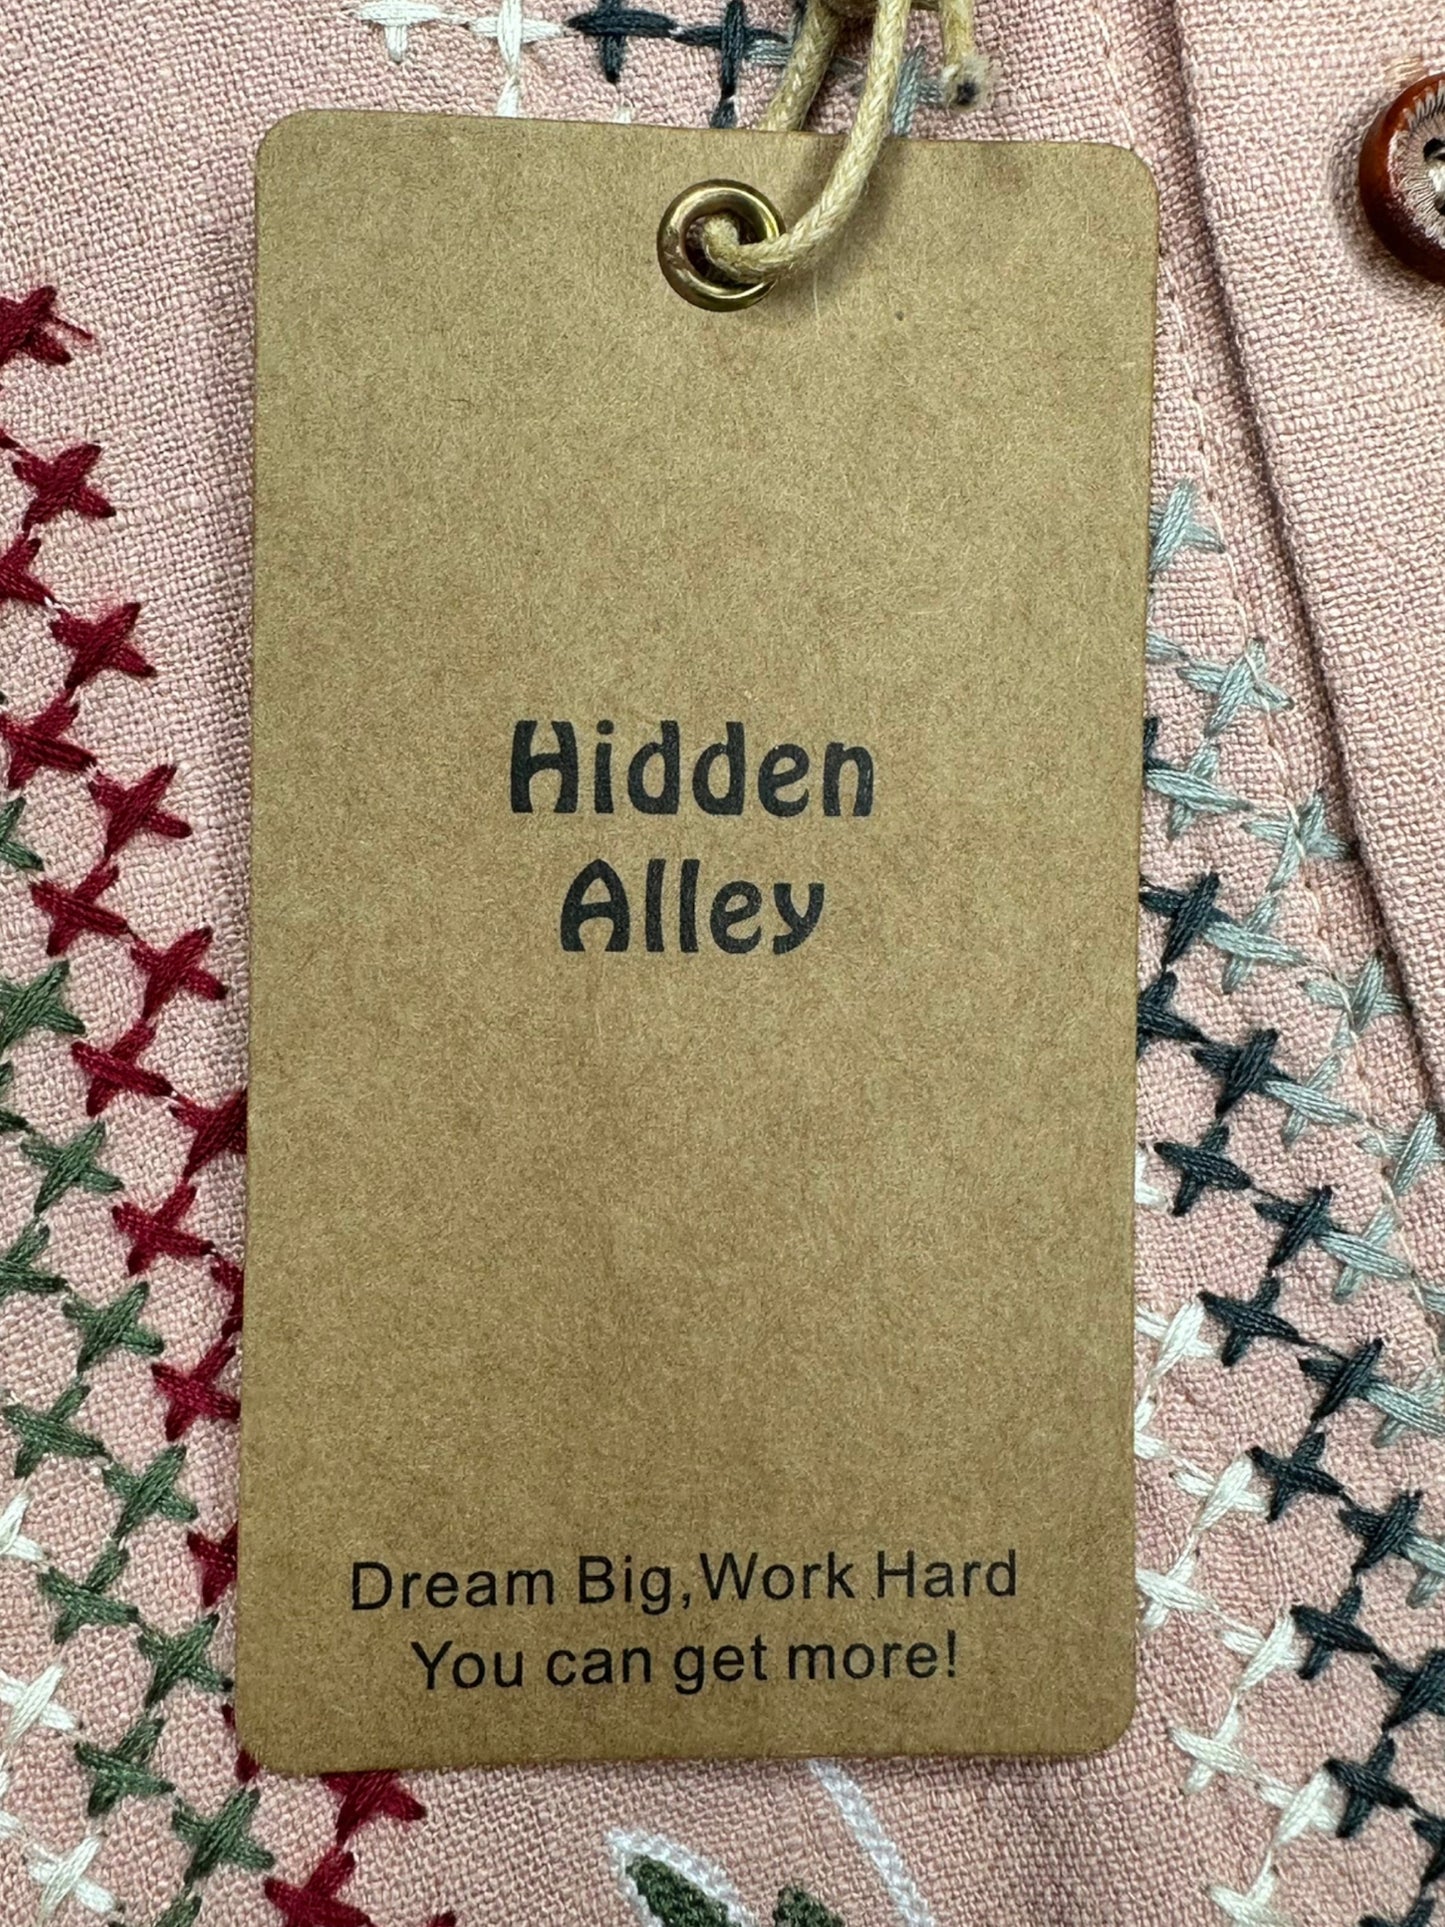 Hidden
Alley
Dream Big,Work Hard
You can get more!